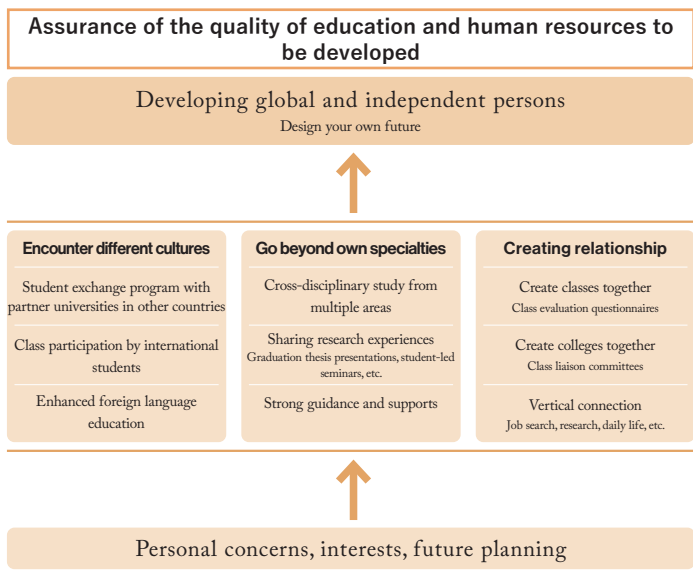 Assurance of the quality of education and human resources to
be developed
Developing global and independent persons
Design your own future
Encounter different cultures
Student exchange program with
partner universities in other countries
Class participation by international
students
Enhanced foreign language
education
Go beyond own specialties
Cross-disciplinary study from
multiple areas
Sharing research experiences
Graduation thesis presentations, student-led
seminars, etc.
Strong guidance and supports
Creating relationship
Create classes together
Class evaluation questionnaires
Create colleges together
Class liaison committees
Vertical connection
Job search, research, daily life, etc.
Personal concerns, interests, future planning